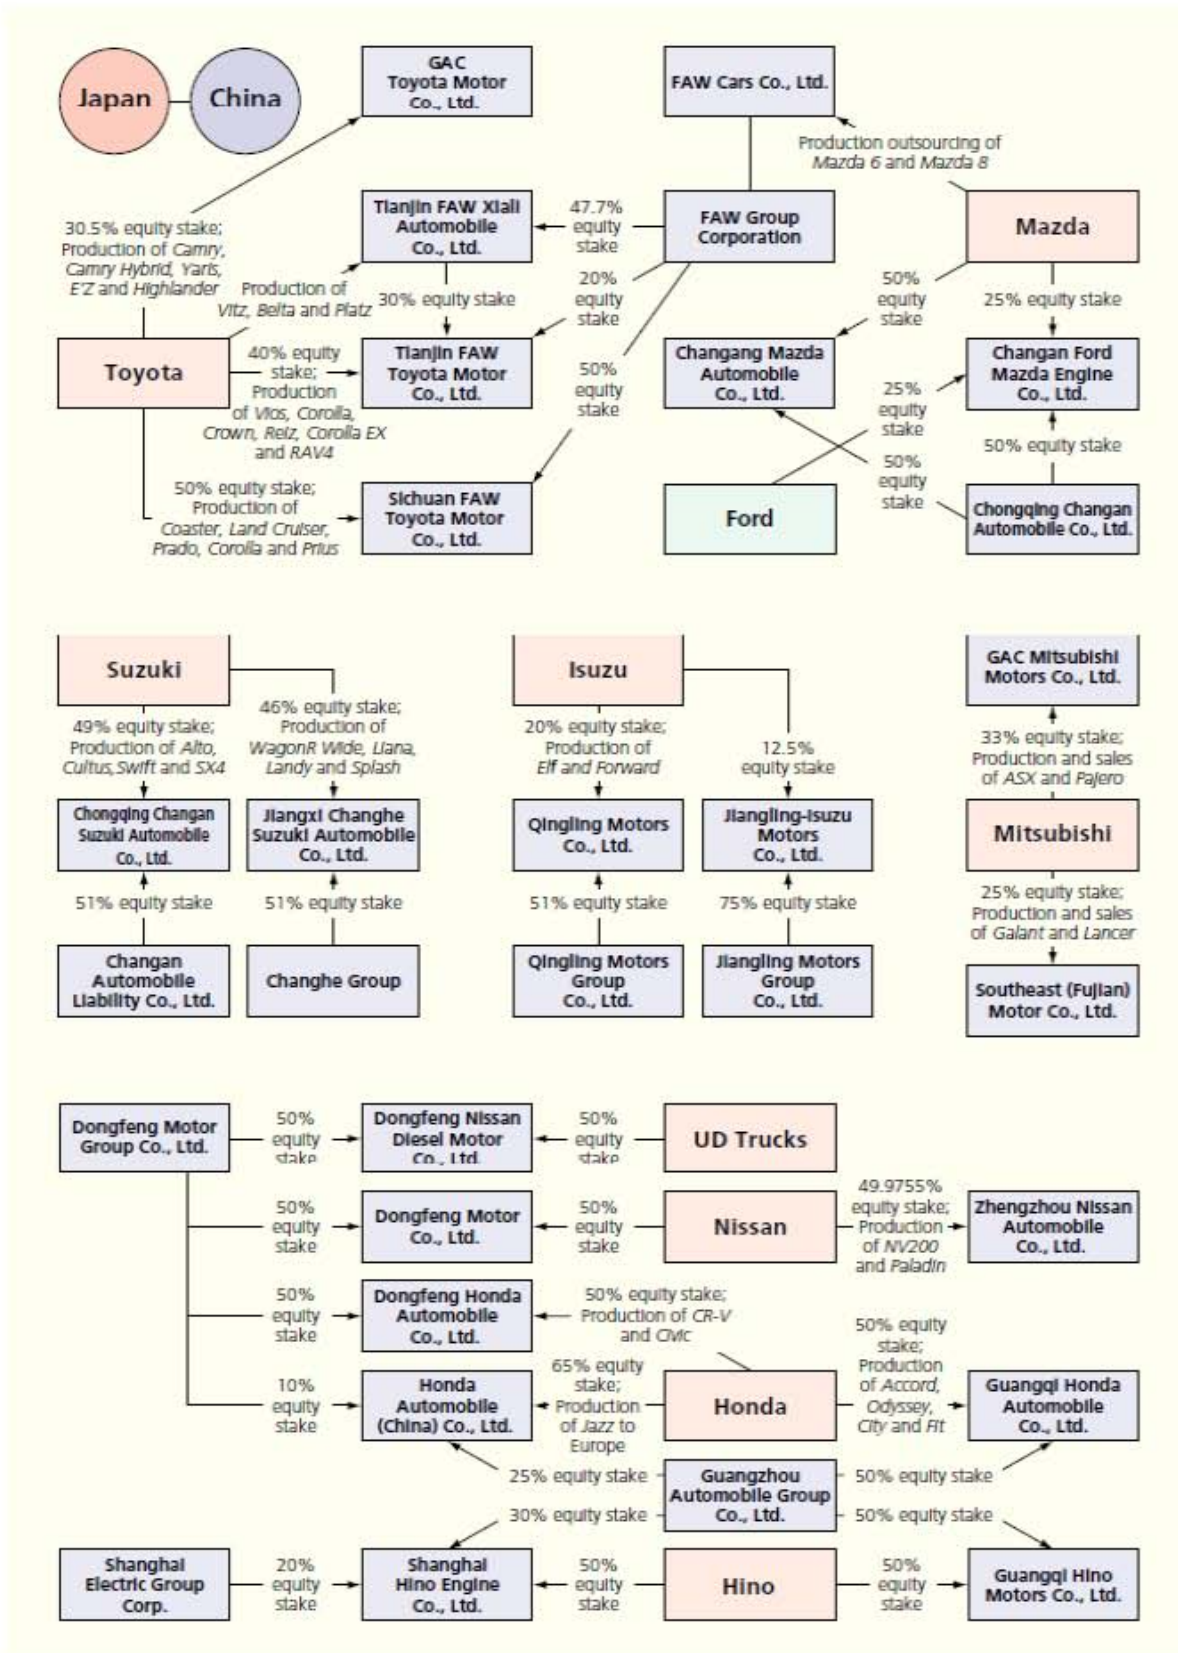 Japan
China
GAC
Toyota Motor
Co., Ltd.
FAW Cars Co., Ltd.
Production outsourcing of
Mazda 6 and Mazda 8
30.5% equity stake;
Production of Camry,
Camry Hybrid, Yaris,
E'Z and Highlander
Tianjin FAW Xiali
Automobile
Co., Ltd.
47.7%
equity
stake
FAW Group
Corporation
Mazda
Production of
Vitz, Belta and Platz
30% equity stake
20%
equity
stake
50%
equity
stake
25% equity stake
Toyota
40% equity
stake;
Production
of Vios, Corolla,
Crown, Reiz, Corolla EX
and RAV4
Tianjin FAW
Toyota Motor
Co., Ltd.
50%
equity
stake
Changang Mazda
Automobile
Co., Ltd.
25%
equity
stake
Changan Ford
Mazda Engine
Co., Ltd.
50% equity stake
50% equity stake;
Production of
Coaster, Land Cruiser,
Prado, Corolla and Prius
Sichuan FAW
Toyota Motor
Co., Ltd.
Ford
50%
equity
stake
Chongqing Changan
Automobile Co., Ltd.
Suzuki
49% equity stake;
Production of Alto,
Cultus,Swift and SX4
46% equity stake;
Production of
WagonR Wide, Liana,
Landy and Splash
Chongqing Changan
Suzuki Automobile
Co., Ltd.
Jiangxi Changhe
Suzuki Automobile
Co., Ltd.
51% equity stake
51% equity stake
Changan
Automobile
Liability Co., Ltd.
Changhe Group
Isuzu
20% equity stake;
Production of
Elf and Forward
12.5%
equity stake
Qingling Motors
Co., Ltd.
Jiangling-Isuzu
Motors
Co., Ltd.
51% equity stake
75% equity stake
Qingling Motors
Group
Co., Ltd.
Jiangling Motors
Group
Co., Ltd.
GAC Mitsubishi
Motors Co., Ltd.
33% equity stake;
Production and sales
of ASX and Pajero
Mitsubishi
25% equity stake;
Production and sales
of Galant and Lancer
Southeast (Fujian)
Motor Co., Ltd.
Dongfeng Motor
Group Co., Ltd.
50%
equity
stake
Dongfeng Nissan
Diesel Motor
Co., Ltd.
50%
equity
stake
UD Trucks
50%
equity
stake
Dongfeng Motor
Co., Ltd.
50%
equity
stake
Nissan
49.9755%
equity stake;
Production
of NV200
and Paladin
Zhengzhou Nissan
Automobile
Co., Ltd.
50%
equity
stake
Dongfeng Honda
Automobile
Co., Ltd.
50% equity stake;
Production of CR-V
and Civic
10%
equity
stake
Honda
Automobile
(China) Co., Ltd.
65% equity
stake;
Production
of Jazz to
Europe
Honda
50% equity
stake;
Production
of Accord,
Odyssey,
City and Fit
Guangqi Honda
Automobile
Co., Ltd.
25% equity stake
30% equity stake
Guangzhou
Automobile Group
Co., Ltd.
50% equity stake
50% equity stake
Shanghai
Electric Group
Corp.
20%
equity
stake
Shanghai
Hino Engine
Co., Ltd.
50%
equity
stake
Hino
50%
equity
stake
Guangqi Hino
Motors Co., Ltd.